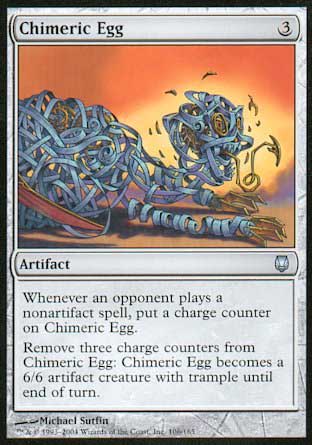 Chimeric Egg 3
Artifact
Whenever an opponent plays a
nonartifact spell, put a charge counter
on Chimeric Egg.
Remove three charge counters from
Chimeric Egg: Chimeric Egg becomes a
6/6 artifact creature with trample until
end of turn.
Michael Sutfin
™ & © 1993–2004 Wizards of the Coast, Inc. 106/165